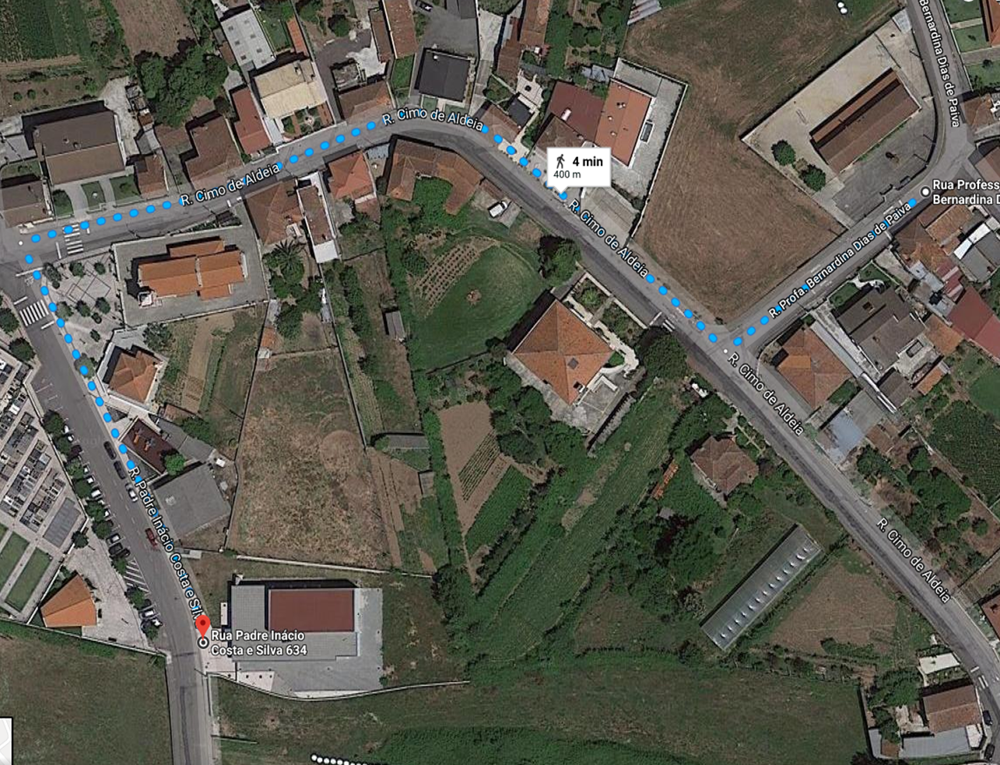 Bernardina Dias de Paiva
R. Cimo de Aldeia
R. Cimo de Aldeia
4 min
400 m
Rua Profess
Bernardina D
R. Cimo de Aldeia
R. Profa. Bernardina Dias de Paiva
R. Cimo de Aldeia
R. Padre Inácio Costa e Silv
R. Cimo de Aldeia
Rua Padre Inácio
Costa e Silva 634